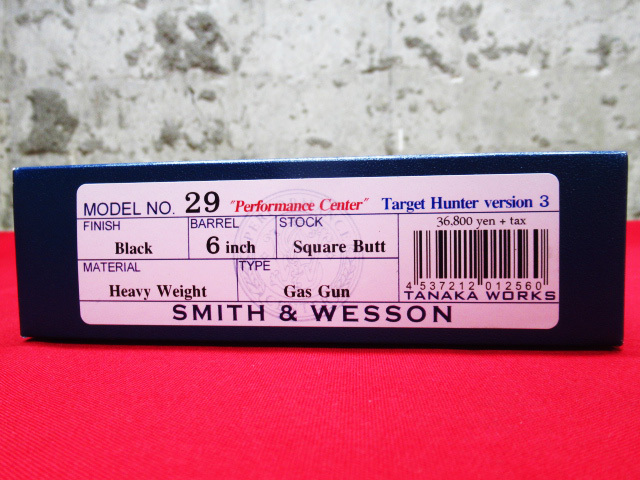 MODEL NO. 29 "Performance Center" Target Hunter version 3
FINISH BARREL STOCK 36.800 yen + tax
Black 6 inch Square Butt
MATERIAL TYPE
Heavy Weight Gas Gun
4 537212 012560
TANAKA WORKS
SMITH & WESSON